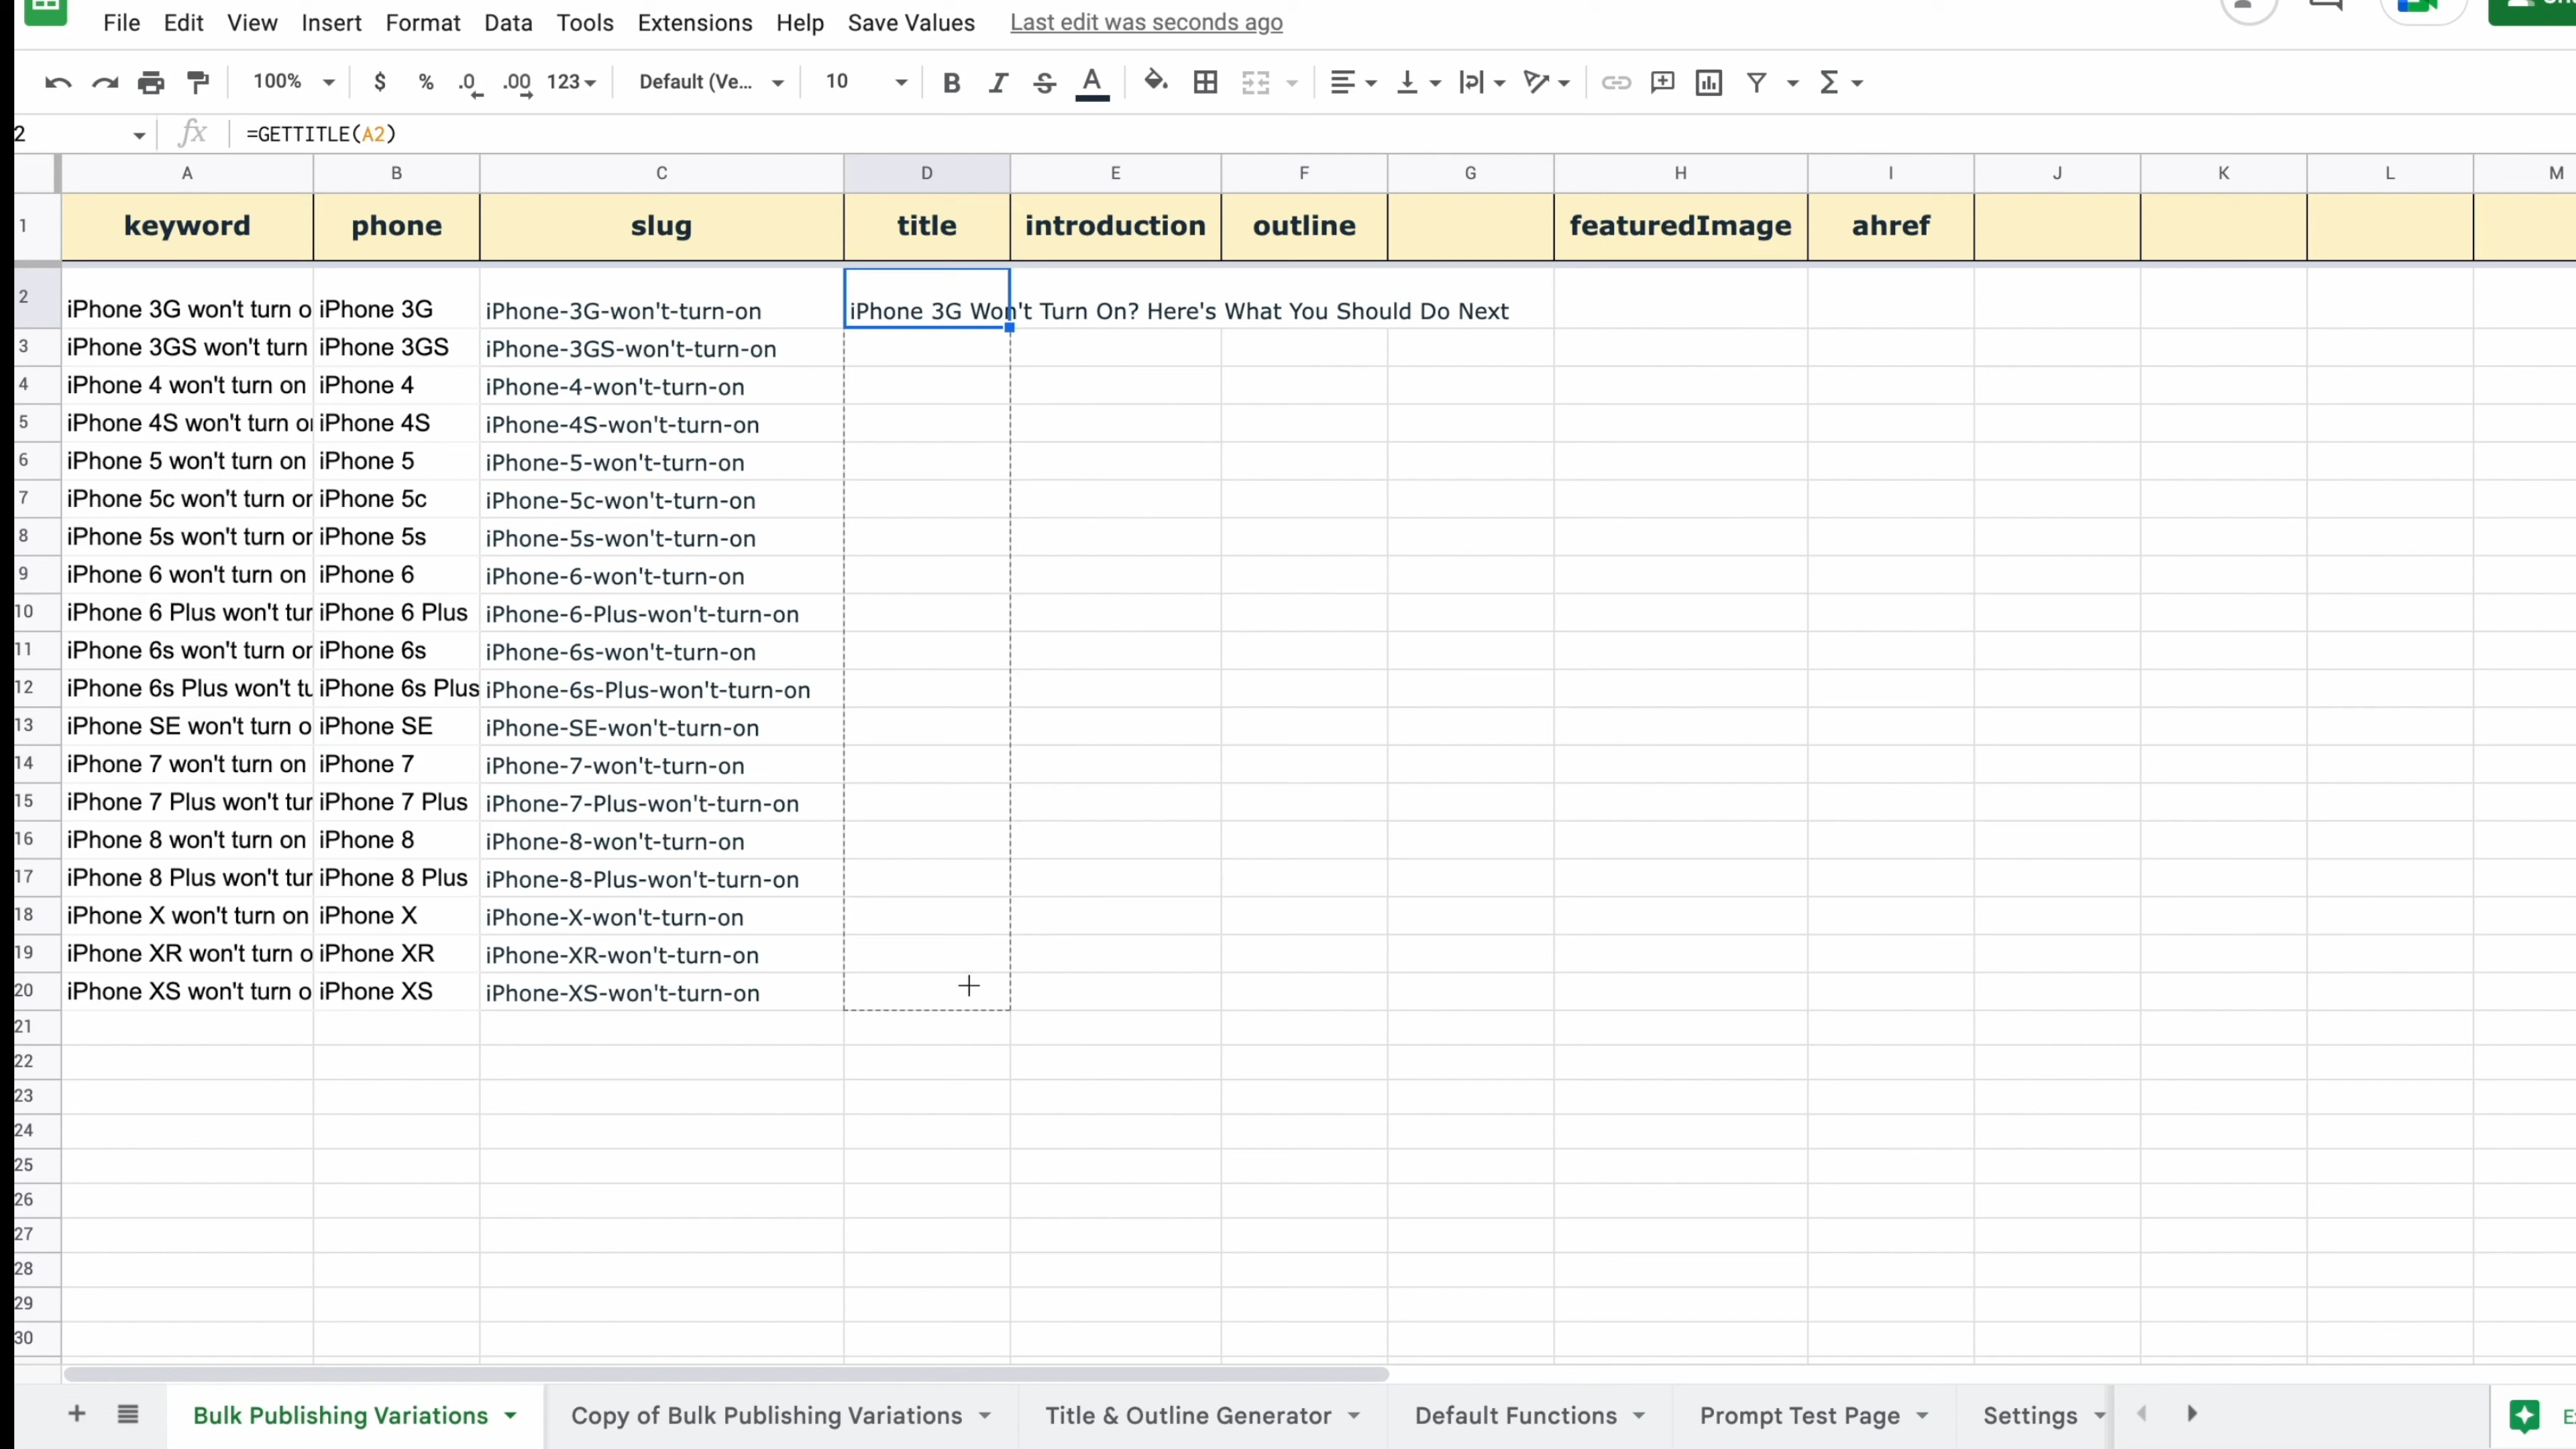 File Edit View Insert Format Data Tools Extensions Help Save Values Last edit was seconds ago
100% $ % .0 .00 123 Default (Ve... 10 B I S A
2 fx =GETTITLE(A2)
A B C D E F G H I J K L M
1 keyword phone slug title introduction outline featuredImage ahref
2 iPhone 3G won't turn o iPhone 3G iPhone-3G-won't-turn-on iPhone 3G Won't Turn On? Here's What You Should Do Next
3 iPhone 3GS won't turn iPhone 3GS iPhone-3GS-won't-turn-on
4 iPhone 4 won't turn on iPhone 4 iPhone-4-won't-turn-on
5 iPhone 4S won't turn or iPhone 4S iPhone-4S-won't-turn-on
6 iPhone 5 won't turn on iPhone 5 iPhone-5-won't-turn-on
7 iPhone 5c won't turn or iPhone 5c iPhone-5c-won't-turn-on
8 iPhone 5s won't turn or iPhone 5s iPhone-5s-won't-turn-on
9 iPhone 6 won't turn on iPhone 6 iPhone-6-won't-turn-on
10 iPhone 6 Plus won't tur iPhone 6 Plus iPhone-6-Plus-won't-turn-on
11 iPhone 6s won't turn or iPhone 6s iPhone-6s-won't-turn-on
12 iPhone 6s Plus won't tu iPhone 6s Plus iPhone-6s-Plus-won't-turn-on
13 iPhone SE won't turn o iPhone SE iPhone-SE-won't-turn-on
14 iPhone 7 won't turn on iPhone 7 iPhone-7-won't-turn-on
15 iPhone 7 Plus won't tur iPhone 7 Plus iPhone-7-Plus-won't-turn-on
16 iPhone 8 won't turn on iPhone 8 iPhone-8-won't-turn-on
17 iPhone 8 Plus won't tur iPhone 8 Plus iPhone-8-Plus-won't-turn-on
18 iPhone X won't turn on iPhone X iPhone-X-won't-turn-on
19 iPhone XR won't turn o iPhone XR iPhone-XR-won't-turn-on
20 iPhone XS won't turn o iPhone XS iPhone-XS-won't-turn-on
21
22
23
24
25
26
27
28
29
30
Bulk Publishing Variations Copy of Bulk Publishing Variations Title & Outline Generator Default Functions Prompt Test Page Settings